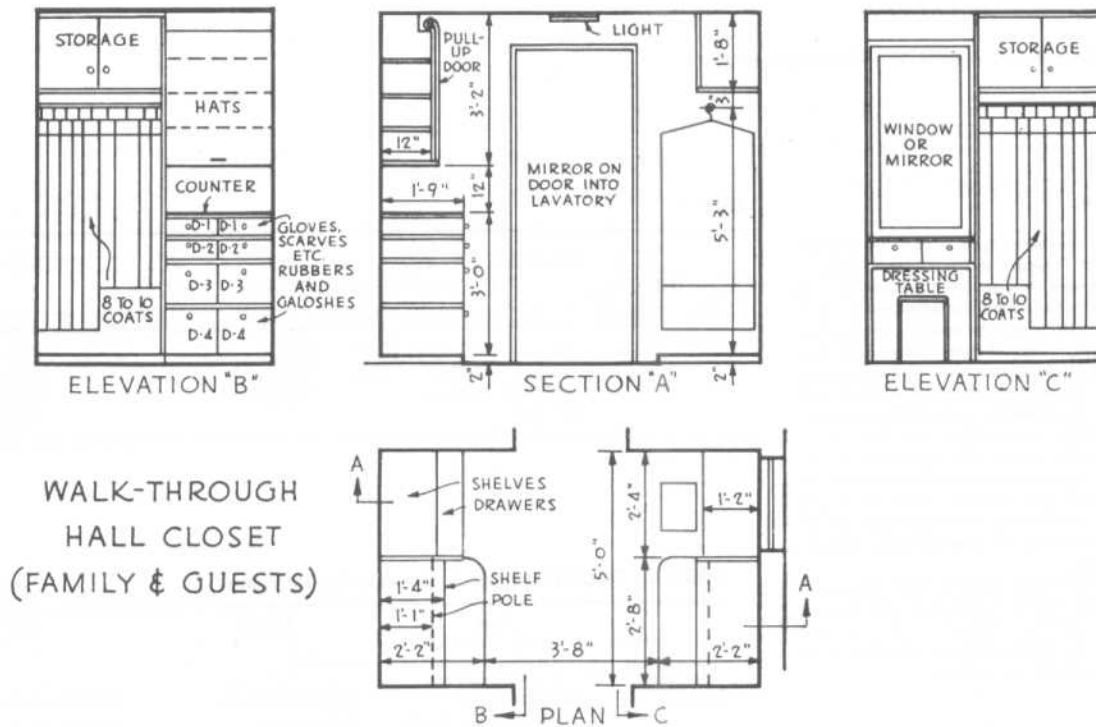 STORAGE
HATS
COUNTER
D-1 D-1
D-2 D-2
D-3 D-3
D-4 D-4
GLOVES,
SCARVES
ETC.
RUBBERS
AND
GALOSHES
8 TO 10
COATS
ELEVATION "B"
PULL-
UP
DOOR
LIGHT
3'-2"
1'-8"
3"
12"
12"
1'-9"
MIRROR ON
DOOR INTO
LAVATORY
5'-3"
3'-0"
2"
2"
SECTION "A"
STORAGE
WINDOW
OR
MIRROR
DRESSING
TABLE
8 TO 10
COATS
ELEVATION "C"
WALK-THROUGH
HALL CLOSET
(FAMILY & GUESTS)
A
SHELVES
DRAWERS
2'-4"
1'-2"
5'-0"
1'-4"
SHELF
1'-1"
POLE
2'-8"
A
2'-2"
3'-8"
2'-2"
B
PLAN
C